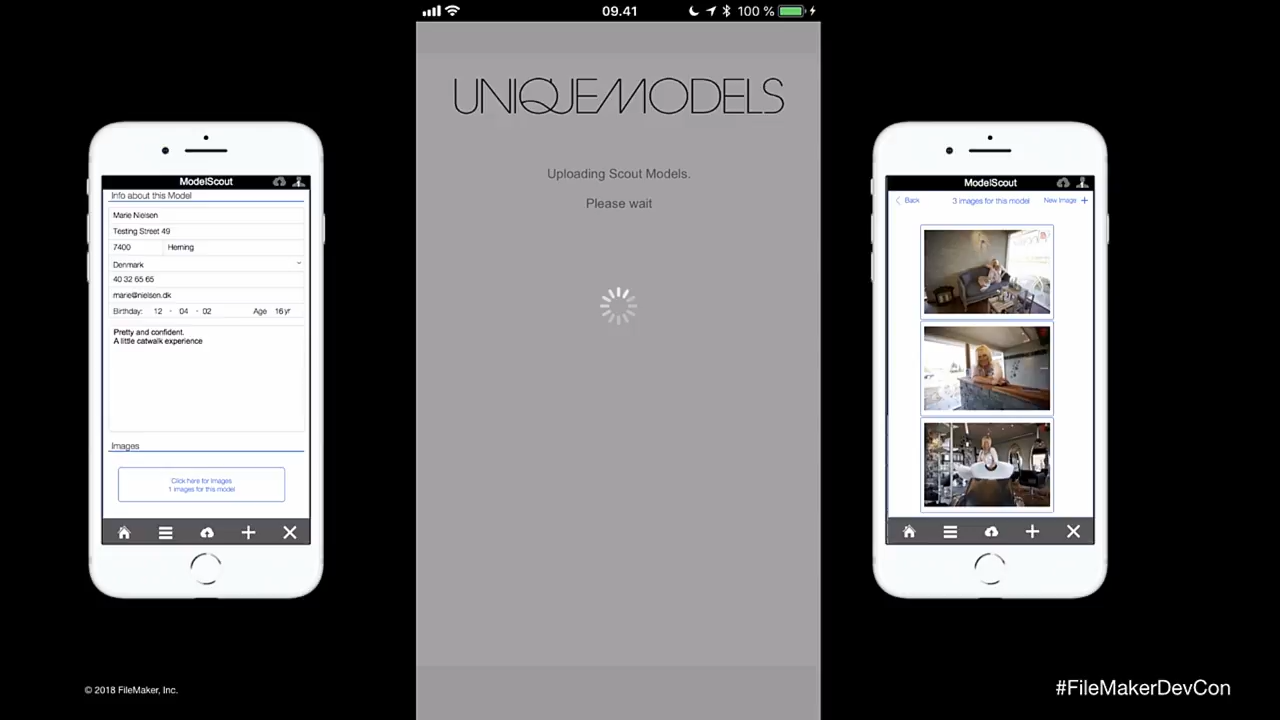 ModelScout
Info about this Model
Marie Nielsen
Testing Street 49
7400 Herning
Denmark
40 32 65 65
marie@nielsen.dk
Birthday: 12 - 04 - 02 Age 16 yr
Pretty and confident.
A little catwalk experience
Images
Click here for Images
1 images for this model
09.41 100 %
UNIQUEMODELS
Uploading Scout Models.
Please wait
ModelScout
Back 3 images for this model New Image +
© 2018 FileMaker, Inc.
#FileMakerDevCon